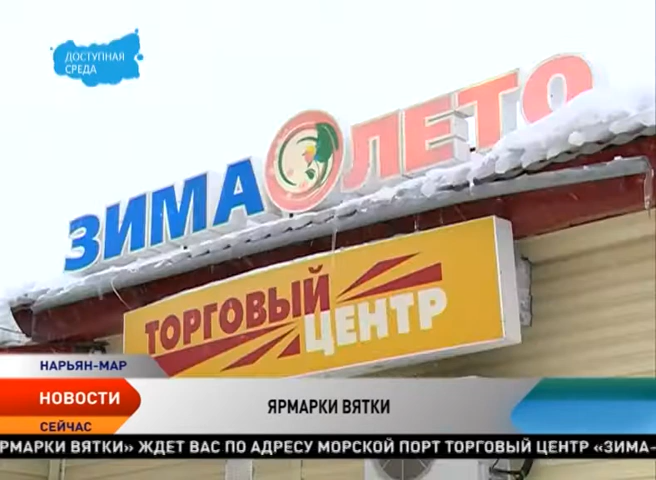 ДОСТУПНАЯ
СРЕДА
ЗИМА ЛЕТО
ТОРГОВЫЙ
ЦЕНТР
НАРЬЯН-МАР
НОВОСТИ
ЯРМАРКИ ВЯТКИ
СЕЙЧАС
ЯРМАРКИ ВЯТКИ» ЖДЕТ ВАС ПО АДРЕСУ МОРСКОЙ ПОРТ ТОРГОВЫЙ ЦЕНТР «ЗИМА-